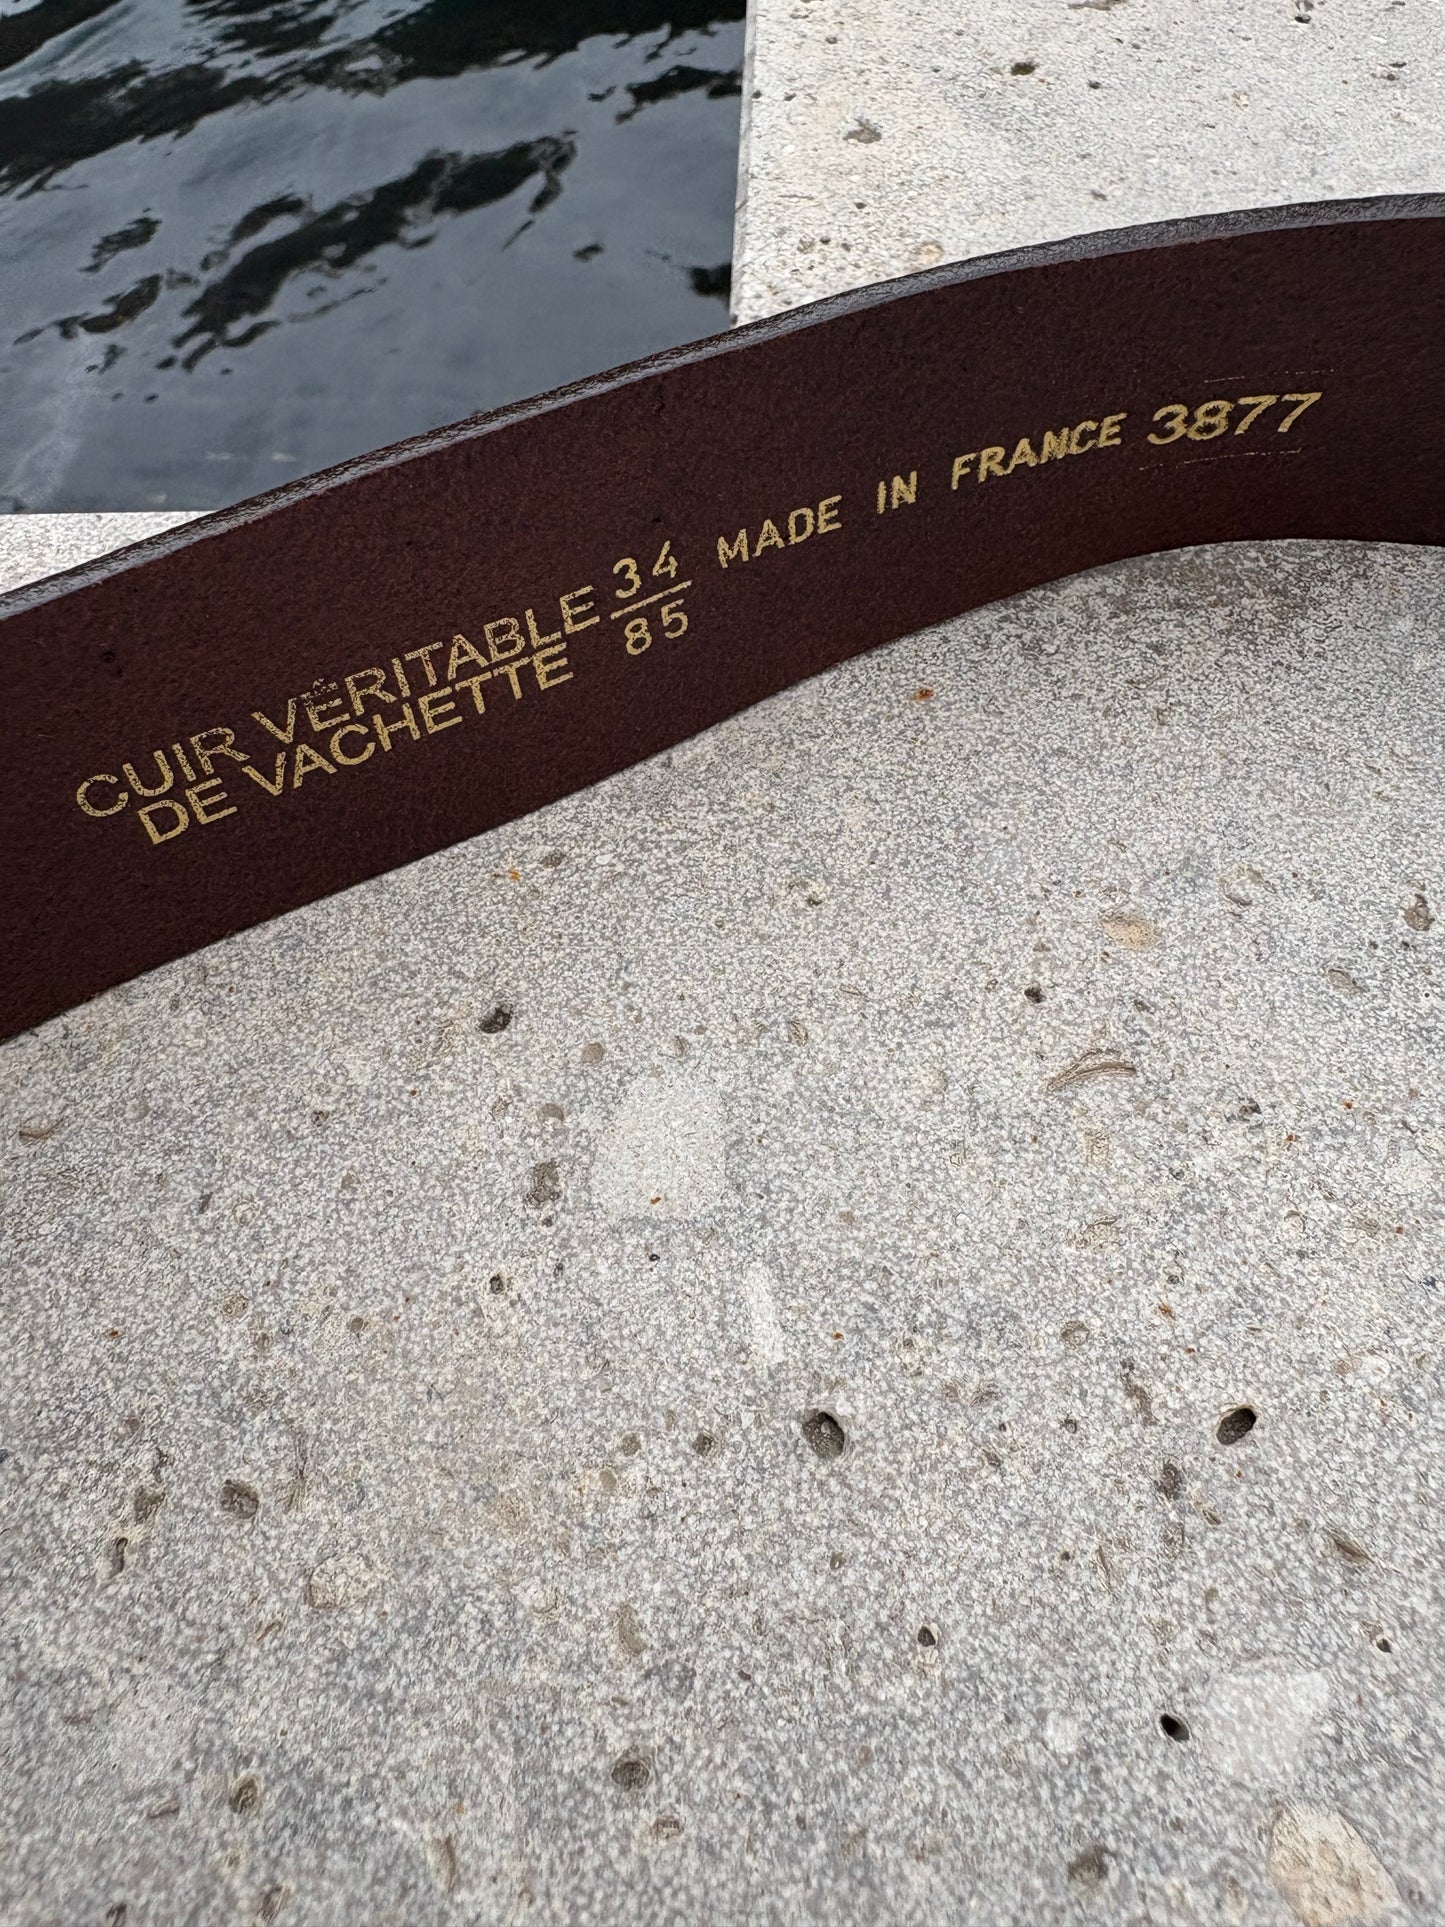 CUIR VÉRITABLE
DE VACHETTE
34
85
MADE IN FRANCE 3877